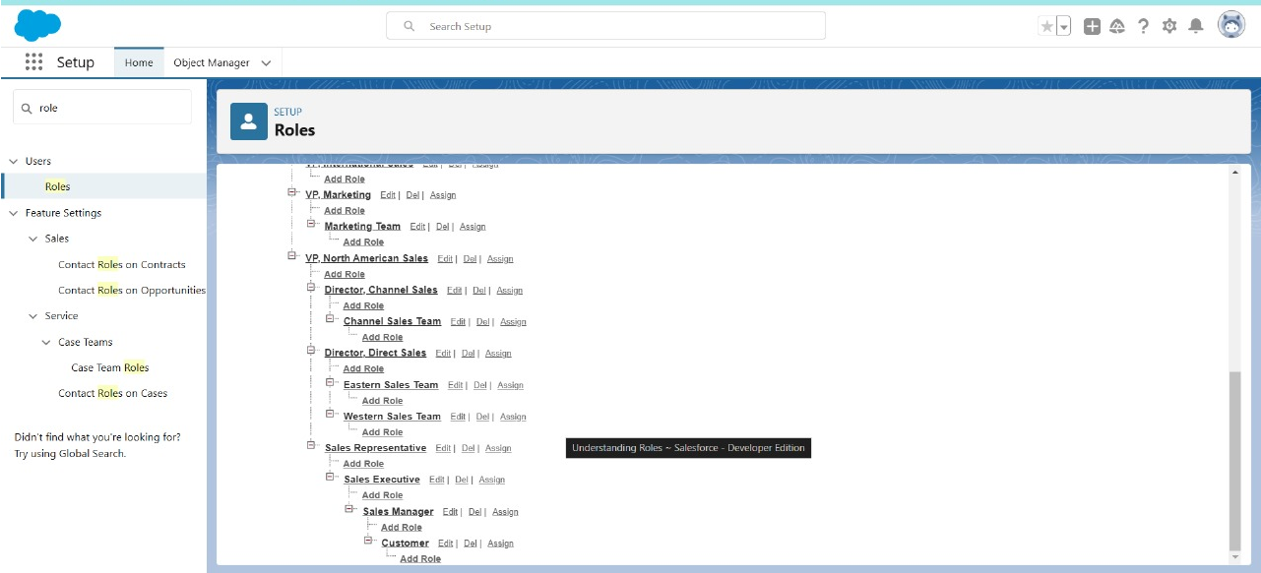 Search Setup
Setup
Home
Object Manager
role
Users
Roles
Feature Settings
Sales
Contact Roles on Contracts
Contact Roles on Opportunities
Service
Case Teams
Case Team Roles
Contact Roles on Cases
Didn't find what you're looking for?
Try using Global Search.
SETUP
Roles
VP, International Sales Edit | Del | Assign
Add Role
VP, Marketing Edit | Del | Assign
Add Role
Marketing Team Edit | Del | Assign
Add Role
VP, North American Sales Edit | Del | Assign
Add Role
Director, Channel Sales Edit | Del | Assign
Add Role
Channel Sales Team Edit | Del | Assign
Add Role
Director, Direct Sales Edit | Del | Assign
Add Role
Eastern Sales Team Edit | Del | Assign
Add Role
Western Sales Team Edit | Del | Assign
Add Role
Sales Representative Edit | Del | Assign
Understanding Roles ~ Salesforce - Developer Edition
Add Role
Sales Executive Edit | Del | Assign
Add Role
Sales Manager Edit | Del | Assign
Add Role
Customer Edit | Del | Assign
Add Role